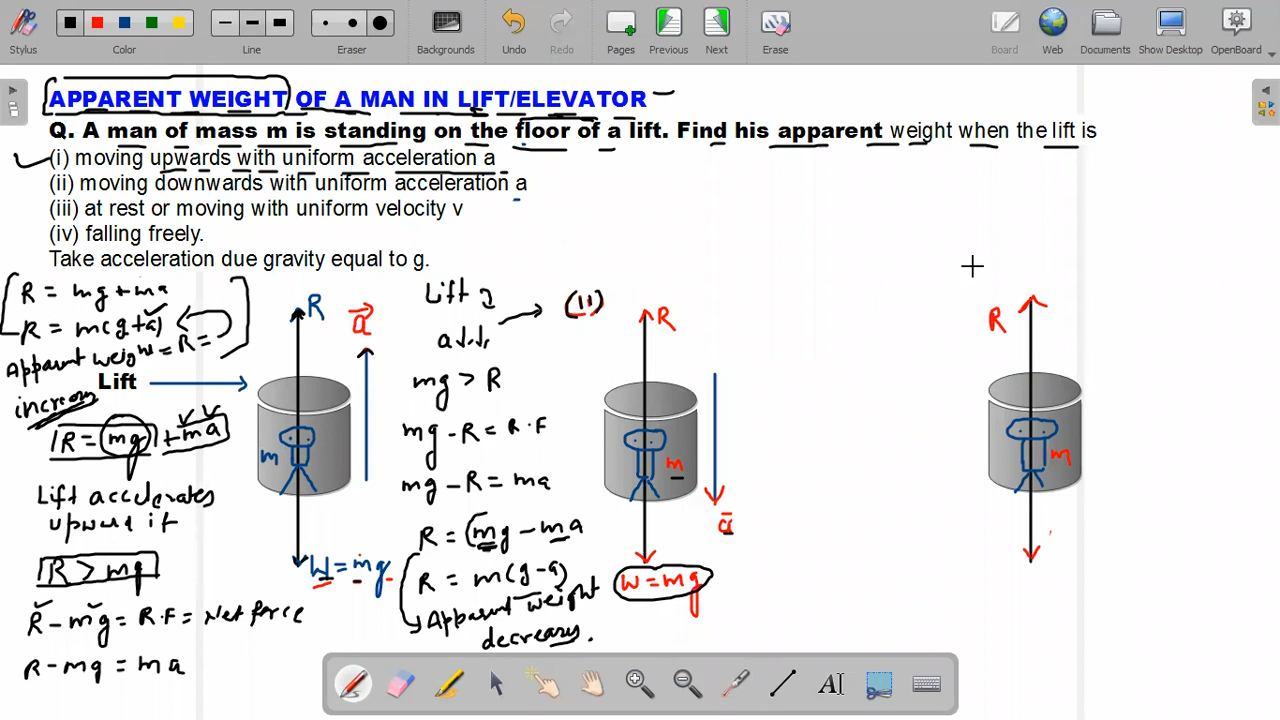 Stylus
Color
Line
Eraser
Backgrounds
Undo
Redo
Pages
Previous
Next
Erase
Board
Web
Documents
Show Desktop
OpenBoard
APPARENT WEIGHT OF A MAN IN LIFT/ELEVATOR
Q. A man of mass m is standing on the floor of a lift. Find his apparent weight when the lift is
(i) moving upwards with uniform acceleration a
(ii) moving downwards with uniform acceleration a
(iii) at rest or moving with uniform velocity v
(iv) falling freely.
Take acceleration due gravity equal to g.
R = mg+ma
R = m(g+a)
Apparent weight = R =
increas
Lift
R = mg + ma
Lift accelerates
upward if
R > mg
R - mg = R.F = Net force
R - mg = ma
R
a
m
W = mg
Lift
mg > R
mg - R = R.F
mg - R = ma
R = mg - ma
R = m(g-a)
Apparent weight
decreases.
(ii)
R
m
a
W = mg
R
m
AI